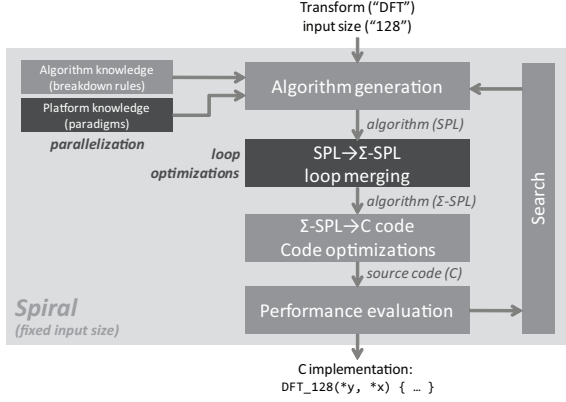 Transform (“DFT”)
input size (“128”)
Algorithm knowledge
(breakdown rules)
Platform knowledge
(paradigms)
parallelization
Algorithm generation
algorithm (SPL)
loop
optimizations
SPL→Σ-SPL
loop merging
algorithm (Σ-SPL)
Σ-SPL→C code
Code optimizations
source code (C)
Performance evaluation
Search
Spiral
(fixed input size)
C implementation:
DFT_128(*y, *x) { … }